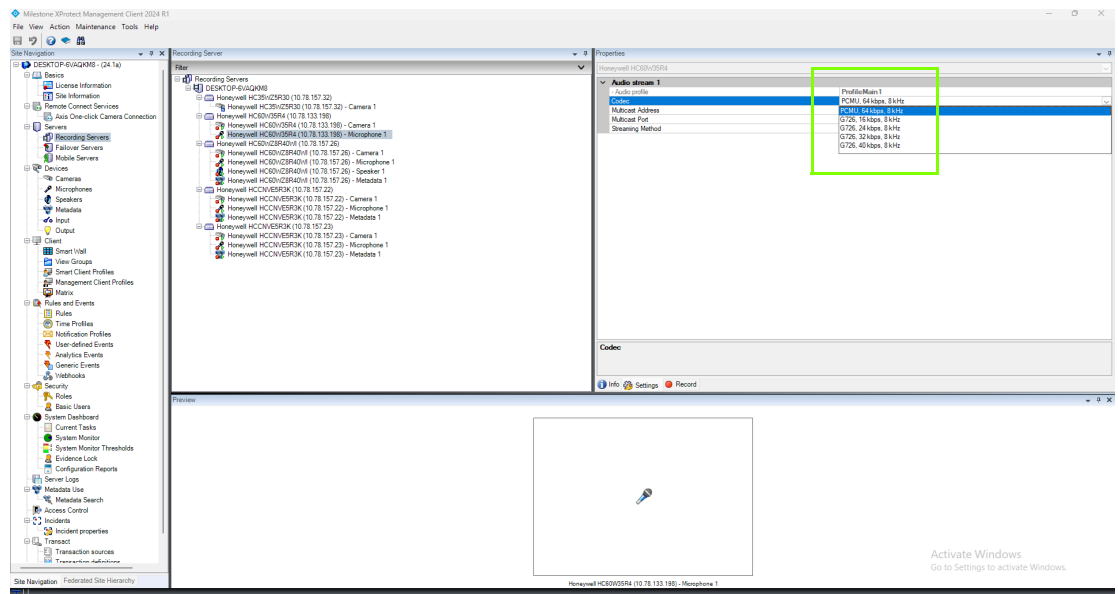 Milestone XProtect Management Client 2024 R1
File View Action Maintenance Tools Help
Site Navigation
DESKTOP-6VAQKM8 - (24.1a)
Basics
License Information
Site Information
Remote Connect Services
Axis One-click Camera Connection
Servers
Recording Servers
Failover Servers
Mobile Servers
Devices
Cameras
Microphones
Speakers
Metadata
Input
Output
Client
Smart Wall
View Groups
Smart Client Profiles
Management Client Profiles
Matrix
Rules and Events
Rules
Time Profiles
Notification Profiles
User-defined Events
Analytics Events
Generic Events
Webhooks
Security
Roles
Basic Users
System Dashboard
Current Tasks
System Monitor
System Monitor Thresholds
Evidence Lock
Configuration Reports
Server Logs
Metadata Use
Metadata Search
Access Control
Incidents
Incident properties
Transact
Transaction sources
Transaction definitions
Site Navigation Federated Site Hierarchy
Recording Server
Filter
Recording Servers
DESKTOP-6VAQKM8
Honeywell HC35WZ5R30 (10.78.157.32)
Honeywell HC35WZ5R30 (10.78.157.32) - Camera 1
Honeywell HC60W35R4 (10.78.133.198)
Honeywell HC60W35R4 (10.78.133.198) - Camera 1
Honeywell HC60W35R4 (10.78.133.198) - Microphone 1
Honeywell HC60WZ8R40WI (10.78.157.26)
Honeywell HC60WZ8R40WI (10.78.157.26) - Camera 1
Honeywell HC60WZ8R40WI (10.78.157.26) - Microphone 1
Honeywell HC60WZ8R40WI (10.78.157.26) - Speaker 1
Honeywell HC60WZ8R40WI (10.78.157.26) - Metadata 1
Honeywell HCCNVE5R3K (10.78.157.22)
Honeywell HCCNVE5R3K (10.78.157.22) - Camera 1
Honeywell HCCNVE5R3K (10.78.157.22) - Microphone 1
Honeywell HCCNVE5R3K (10.78.157.22) - Metadata 1
Honeywell HCCNVE5R3K (10.78.157.23)
Honeywell HCCNVE5R3K (10.78.157.23) - Camera 1
Honeywell HCCNVE5R3K (10.78.157.23) - Microphone 1
Honeywell HCCNVE5R3K (10.78.157.23) - Metadata 1
Properties
Honeywell HC60W35R4
Audio stream 1
- Audio profile ProfileMain1
Codec PCMU, 64 kbps, 8 kHz
Multicast Address PCMU, 64 kbps, 8 kHz
Multicast Port G726, 16 kbps, 8 kHz
Streaming Method G726, 24 kbps, 8 kHz
G726, 32 kbps, 8 kHz
G726, 40 kbps, 8 kHz
Codec
Info Settings Record
Preview
Honeywell HC60W35R4 (10.78.133.198) - Microphone 1
Activate Windows
Go to Settings to activate Windows.